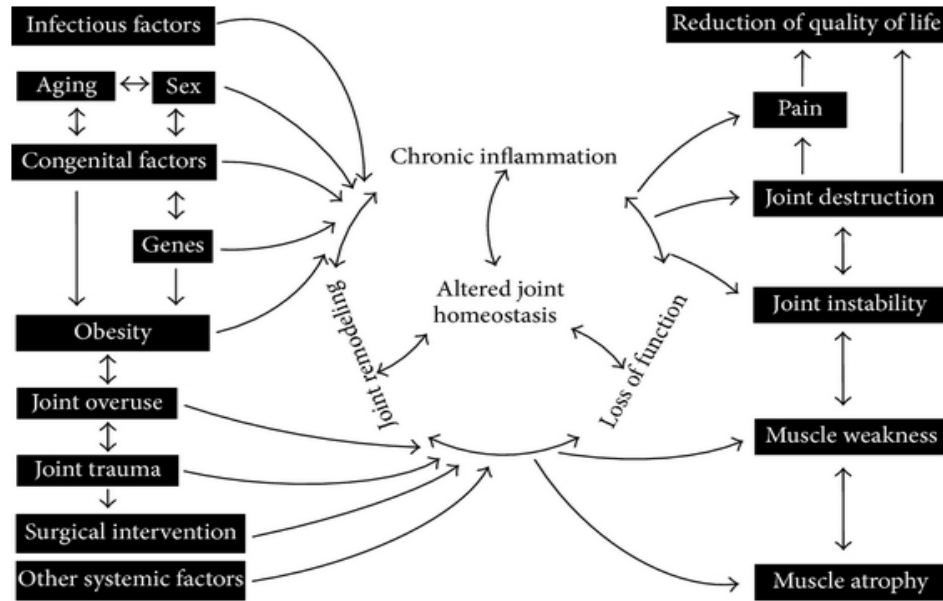 Infectious factors
Aging
Sex
Congenital factors
Genes
Obesity
Joint overuse
Joint trauma
Surgical intervention
Other systemic factors
Chronic inflammation
Altered joint
homeostasis
Joint remodeling
Loss of function
Reduction of quality of life
Pain
Joint destruction
Joint instability
Muscle weakness
Muscle atrophy